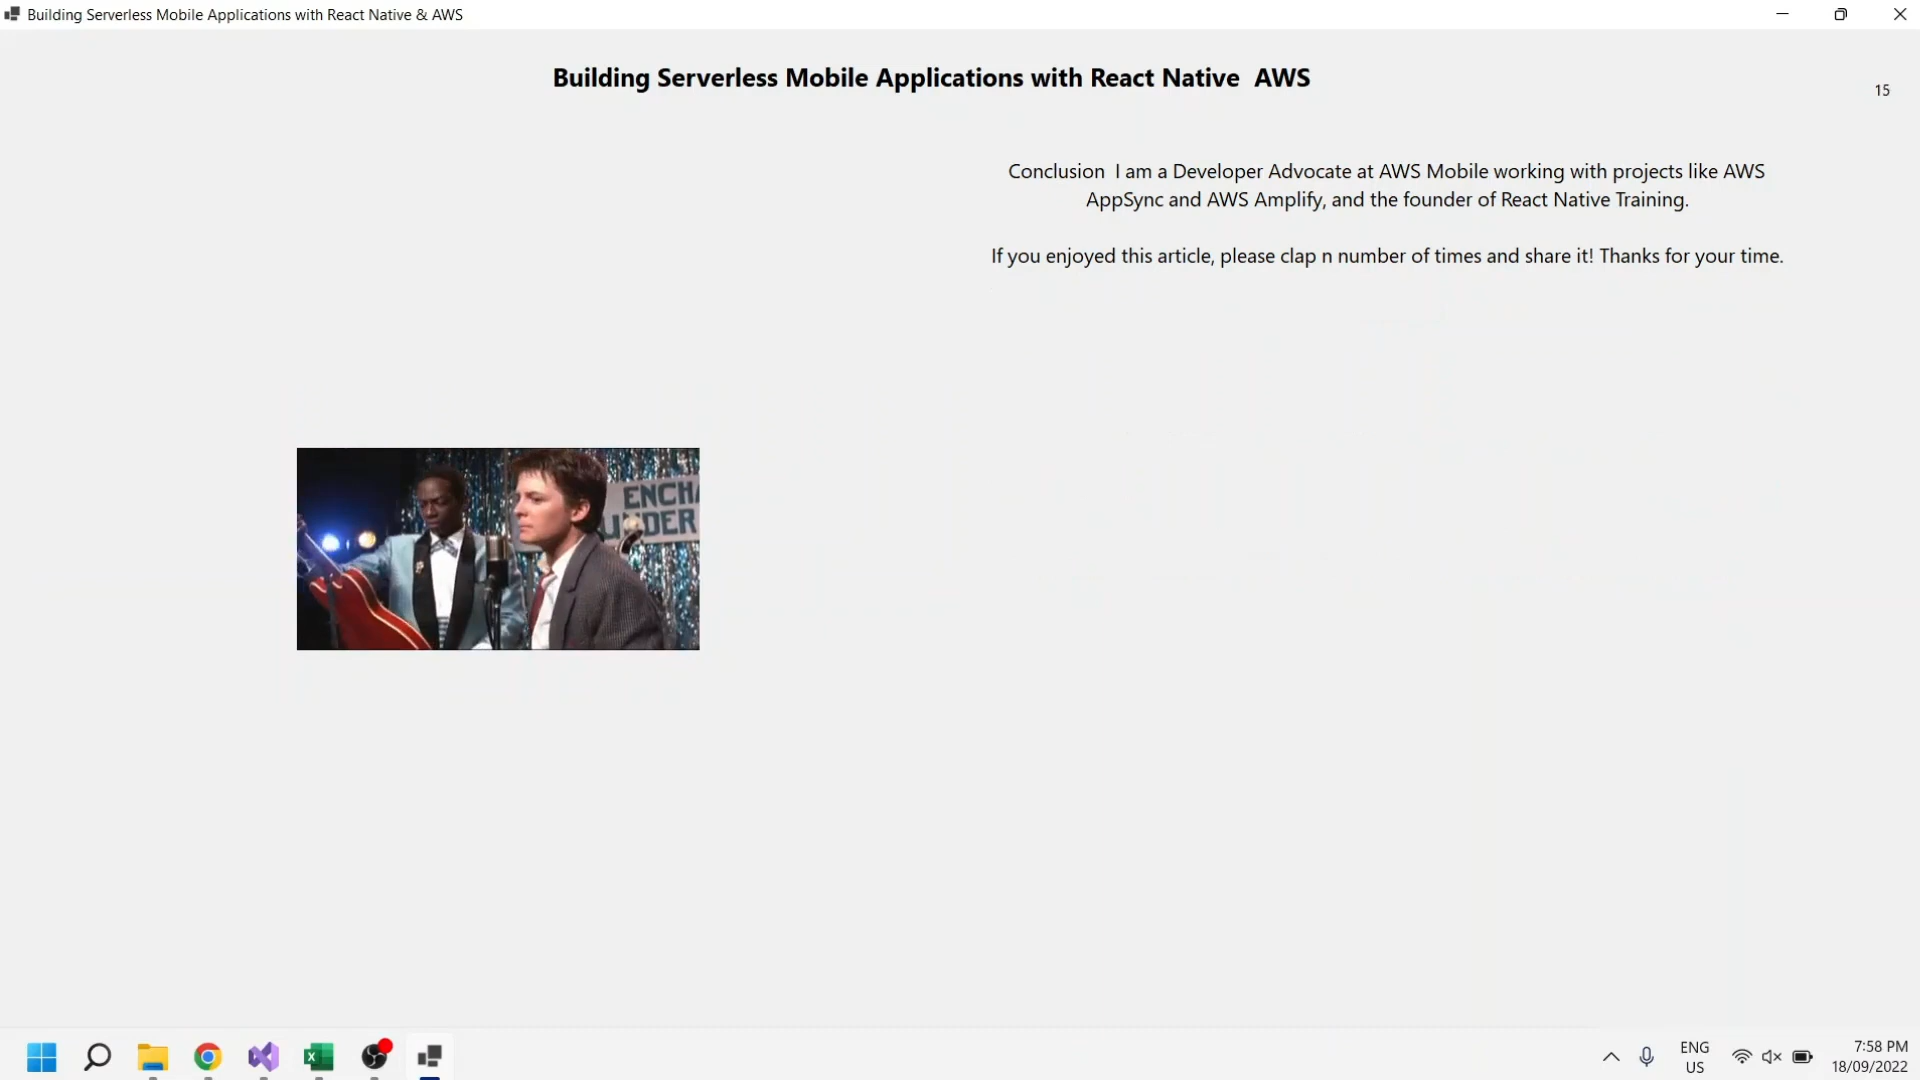 Building Serverless Mobile Applications with React Native & AWS
Building Serverless Mobile Applications with React Native  AWS
15
Conclusion  I am a Developer Advocate at AWS Mobile working with projects like AWS
AppSync and AWS Amplify, and the founder of React Native Training.
If you enjoyed this article, please clap n number of times and share it! Thanks for your time.
ENCH
UNDER
ENG
US
7:58 PM
18/09/2022